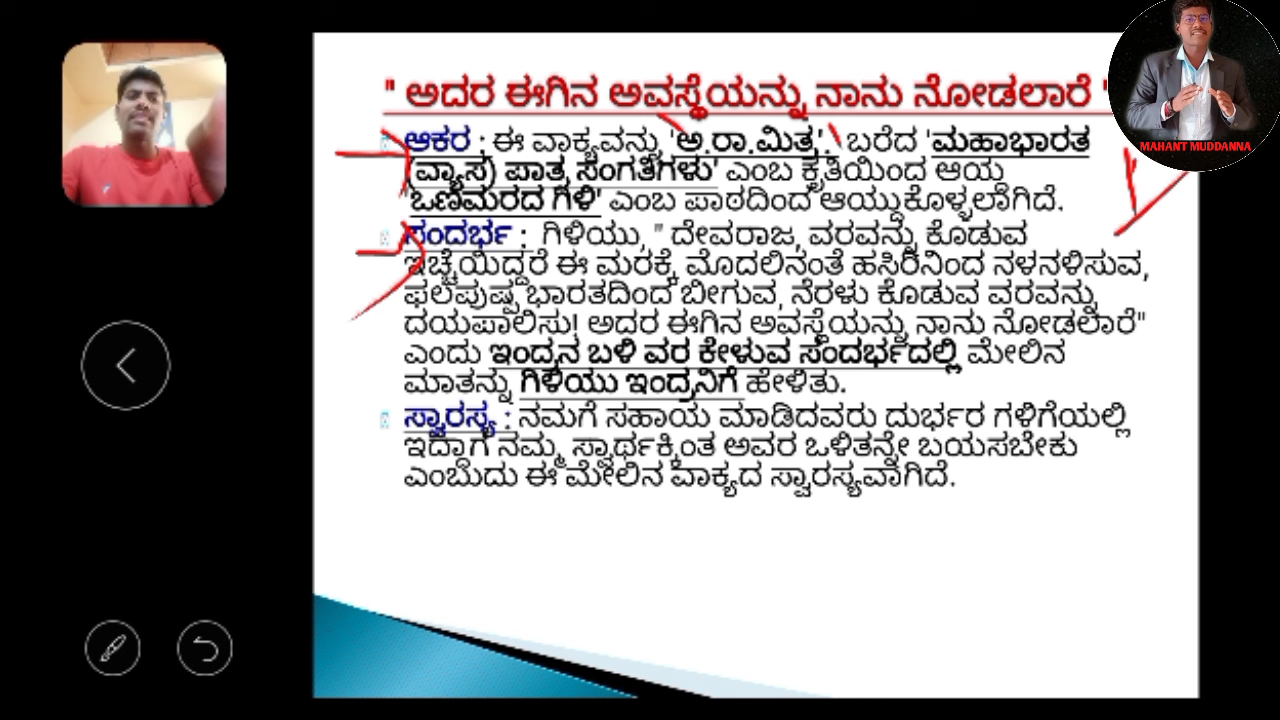 " ಅದರ ಈಗಿನ ಅವಸ್ಥೆಯನ್ನು ನಾನು ನೋಡಲಾರೆ "
ಆಕರ : ಈ ವಾಕ್ಯವನ್ನು 'ಅ.ರಾ.ಮಿತ್ರ'. ಬರೆದ 'ಮಹಾಭಾರತ
(ವ್ಯಾಸ) ಪಾತ್ರ ಸಂಗತಿಗಳು' ಎಂಬ ಕೃತಿಯಿಂದ ಆಯ್ದ
'ಒಣಮರದ ಗಿಳಿ' ಎಂಬ ಪಾಠದಿಂದ ಆಯ್ದುಕೊಳ್ಳಲಾಗಿದೆ.
ಸಂದರ್ಭ : ಗಿಳಿಯು, " ದೇವರಾಜ, ವರವನ್ನು ಕೊಡುವ
ಇಚ್ಛೆಯಿದ್ದರೆ ಈ ಮರಕ್ಕೆ ಮೊದಲಿನಂತೆ ಹಸಿರಿನಿಂದ ನಳನಳಿಸುವ,
ಫಲಪುಷ್ಪ ಭಾರತದಿಂದ ಬೀಗುವ, ನೆರಳು ಕೊಡುವ ವರವನ್ನು
ದಯಪಾಲಿಸು! ಅದರ ಈಗಿನ ಅವಸ್ಥೆಯನ್ನು ನಾನು ನೋಡಲಾರೆ"
ಎಂದು ಇಂದ್ರನ ಬಳಿ ವರ ಕೇಳುವ ಸಂದರ್ಭದಲ್ಲಿ ಮೇಲಿನ
ಮಾತನ್ನು ಗಿಳಿಯು ಇಂದ್ರನಿಗೆ ಹೇಳಿತು.
ಸ್ವಾರಸ್ಯ : ನಮಗೆ ಸಹಾಯ ಮಾಡಿದವರು ದುರ್ಭರ ಗಳಿಗೆಯಲ್ಲಿ
ಇದ್ದಾಗ ನಮ್ಮ ಸ್ವಾರ್ಥಕ್ಕಿಂತ ಅವರ ಒಳಿತನ್ನೇ ಬಯಸಬೇಕು
ಎಂಬುದು ಈ ಮೇಲಿನ ವಾಕ್ಯದ ಸ್ವಾರಸ್ಯವಾಗಿದೆ.
MAHANT MUDDANNA